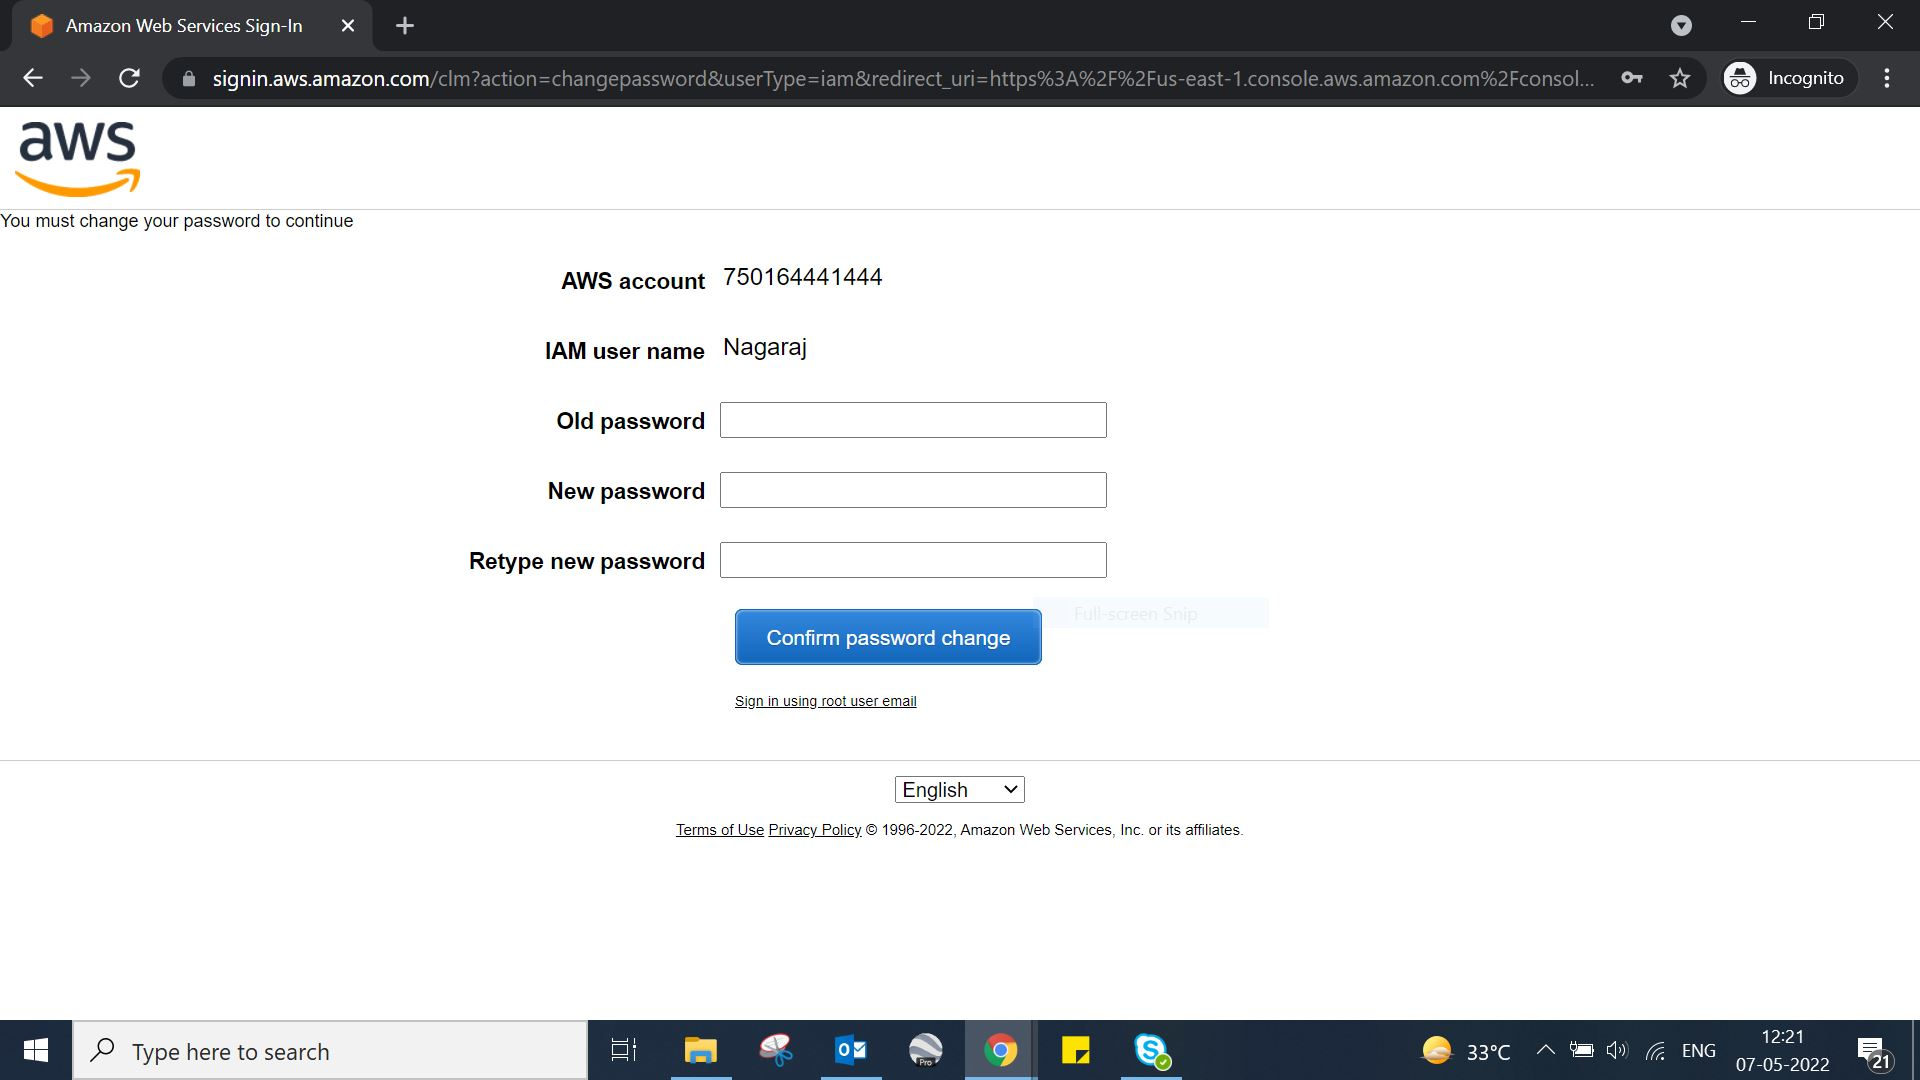 Amazon Web Services Sign-In
signin.aws.amazon.com/clm?action=changepassword&userType=iam&redirect_uri=https%3A%2F%2Fus-east-1.console.aws.amazon.com%2Fconsol...
Incognito
aws
You must change your password to continue
AWS account 750164441444
IAM user name Nagaraj
Old password
New password
Retype new password
Full-screen Snip
Confirm password change
Sign in using root user email
English
Terms of Use Privacy Policy © 1996-2022, Amazon Web Services, Inc. or its affiliates.
Type here to search
Pro
33°C
ENG
12:21
07-05-2022
21